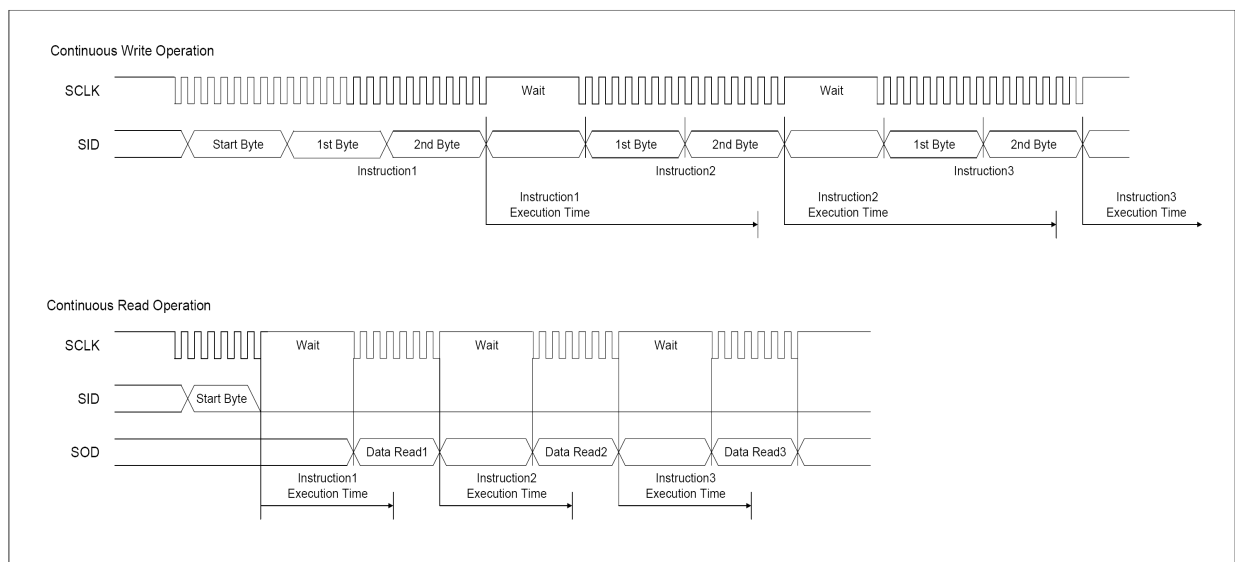 Continuous Write Operation
SCLK
Wait
Wait
SID
Start Byte
1st Byte
2nd Byte
1st Byte
2nd Byte
1st Byte
2nd Byte
Instruction1
Instruction2
Instruction3
Instruction1
Execution Time
Instruction2
Execution Time
Instruction3
Execution Time
Continuous Read Operation
SCLK
Wait
Wait
Wait
SID
Start Byte
SOD
Data Read1
Data Read2
Data Read3
Instruction1
Execution Time
Instruction2
Execution Time
Instruction3
Execution Time